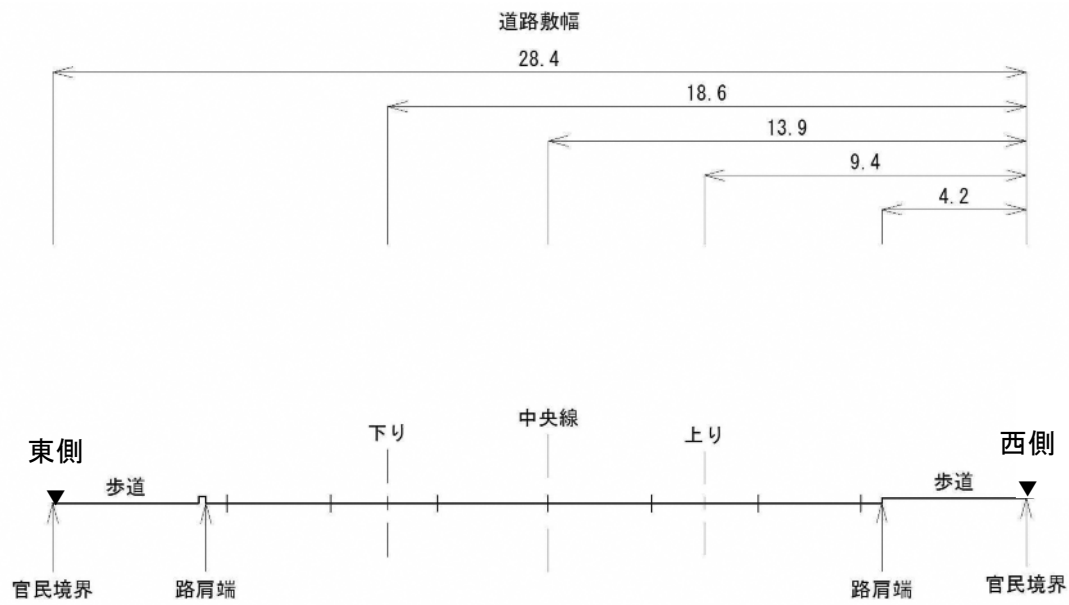 道路敷幅
28.4
18.6
13.9
9.4
4.2
中央線
下り
上り
東側
西側
歩道
歩道
官民境界
路肩端
路肩端
官民境界